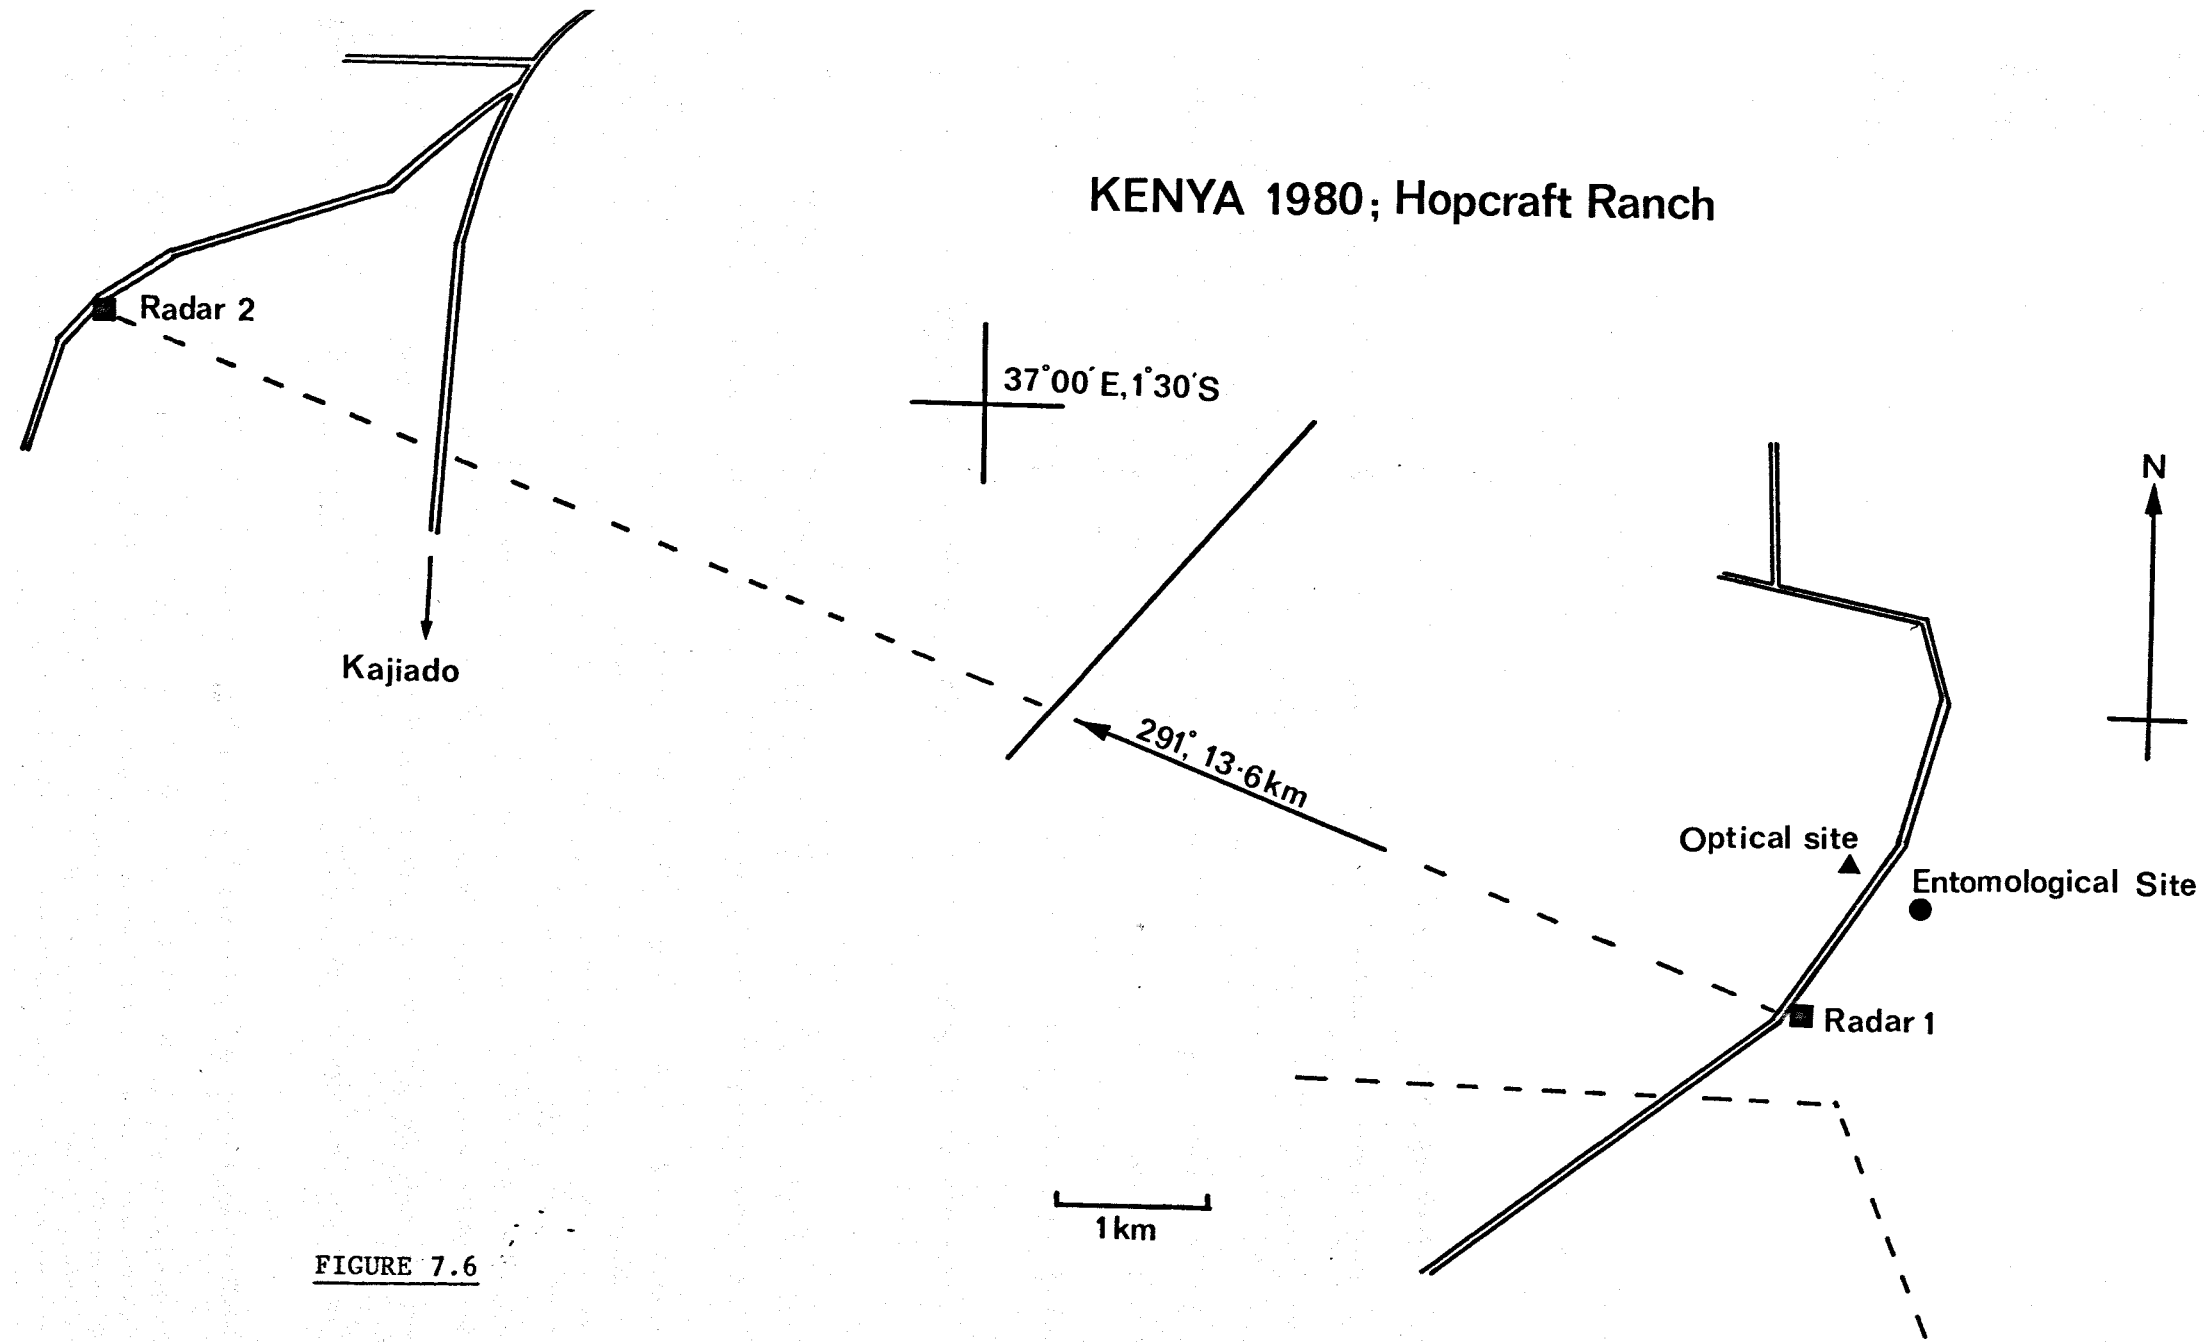 KENYA 1980; Hopcraft Ranch
Radar 2
37°00′E, 1°30′S
N
Kajiado
291°, 13·6km
Optical site
Entomological Site
Radar 1
1km
FIGURE 7.6